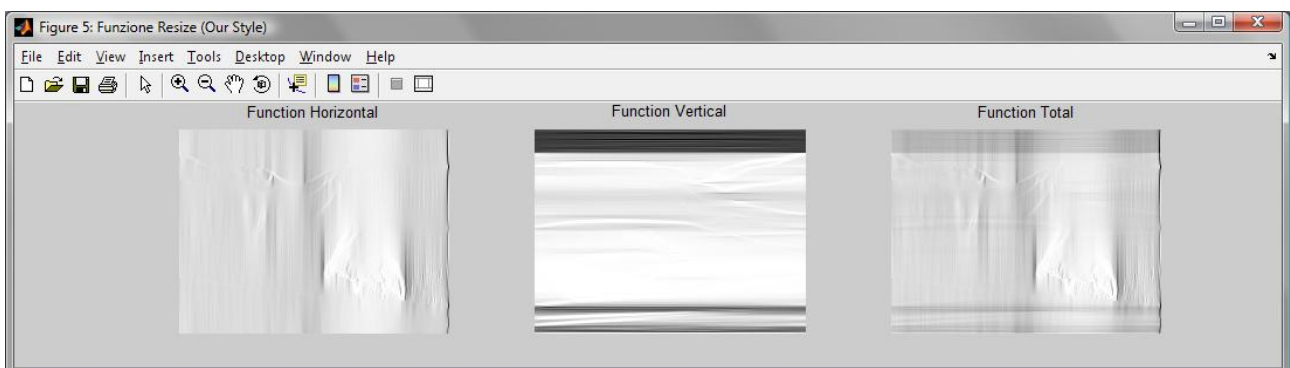 Figure 5: Funzione Resize (Our Style)
File Edit View Insert Tools Desktop Window Help
Function Horizontal
Function Vertical
Function Total